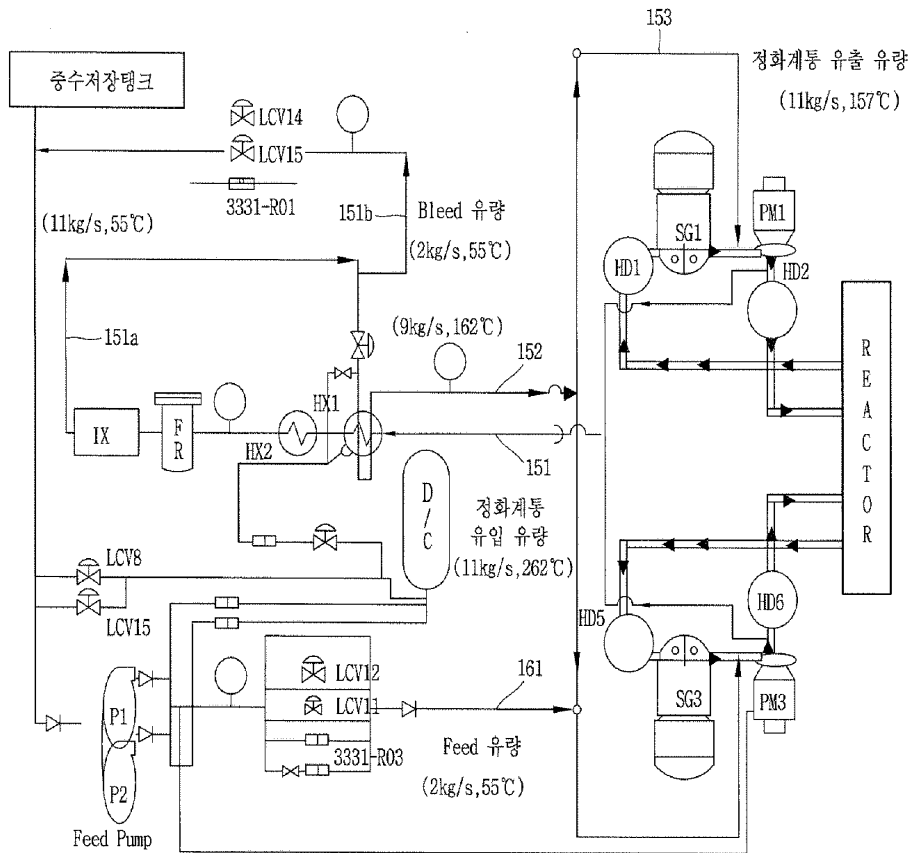 153
중수저장탱크
정화계통 유출 유량
(11kg/s,157℃)
LCV14
LCV15
3331-R01
151b
Bleed 유량
(2kg/s,55℃)
(11kg/s,55℃)
SG1
PM1
HD1
HD2
151a
(9kg/s,162℃)
152
REACTOR
HX1
IX
FR
HX2
151
D/C
정화계통
유입 유량
(11kg/s,262℃)
LCV8
LCV15
HD5
HD6
LCV12
LCV11
161
SG3
PM3
P1
3331-R03
Feed 유량
(2kg/s,55℃)
P2
Feed Pump